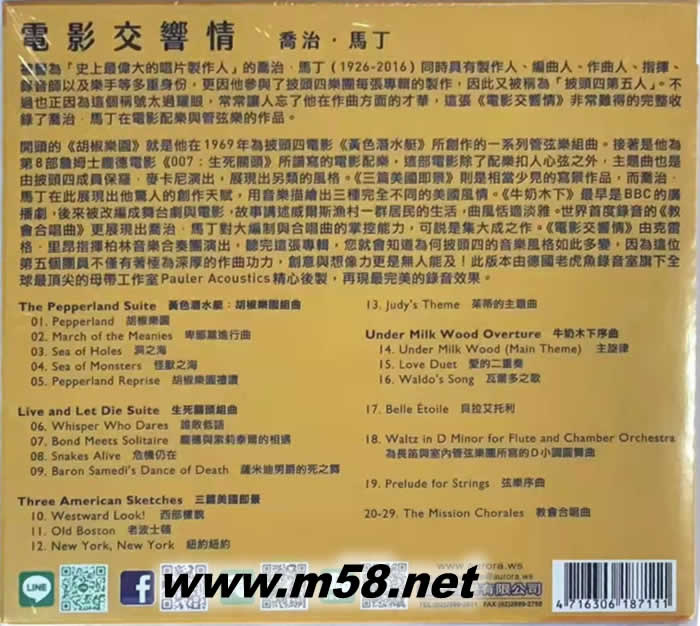 電影交響情 喬治．馬丁
被譽為「史上最偉大的唱片製作人」的喬治．馬丁(1926-2016)同時具有製作人、編曲人、作曲人、指揮、
錄音師以及樂手等多重身份，更因他參與了披頭四樂團每張專輯的製作，因此又被稱為「披頭四第五人」。不
過也正因為這個稱號太過耀眼，常常讓人忘了他在作曲方面的才華，這張《電影交響情》非常難得的完整收
錄了喬治．馬丁在電影配樂與管弦樂的作品。
開頭的《胡椒樂園》就是他在1969年為披頭四電影《黃色潛水艇》所創作的一系列管弦樂組曲。接著是他為
第8部詹姆士龐德電影《007：生死關頭》所譜寫的電影配樂，這部電影除了配樂扣人心弦之外，主題曲也是
由披頭四成員保羅．麥卡尼演出，展現出另類的風格。《三篇美國即景》則是相當少見的寫景作品，而喬治．
馬丁在此展現出他驚人的創作天賦，用音樂描繪出三種完全不同的美國風情。《牛奶木下》最早是BBC的廣
播劇，後來被改編成舞台劇與電影，故事講述威爾斯漁村一群居民的生活，曲風恬適淡雅。世界首度錄音的《教
會合唱曲》更展現出喬治．馬丁對大編制與合唱曲的掌控能力，可說是集大成之作。《電影交響情》由克雷
格．里昂指揮柏林音樂合奏團演出，聽完這張專輯，您就會知道為何披頭四的音樂風格如此多變，因為這位
第五個團員不僅有著極為深厚的作曲功力，創意與想像力更是無人能及！此版本由德國老虎魚錄音室旗下全
球最頂尖的母帶工作室Pauler Acoustics精心後製，再現最完美的錄音效果。
The Pepperland Suite 黃色潛水艇：胡椒樂園組曲
01. Pepperland 胡椒樂園
02. March of the Meanies 卑鄙黨進行曲
03. Sea of Holes 洞之海
04. Sea of Monsters 怪獸之海
05. Pepperland Reprise 胡椒樂園禮讚
Live and Let Die Suite 生死關頭組曲
06. Whisper Who Dares 誰敢低語
07. Bond Meets Solitaire 龐德與索莉泰爾的相遇
08. Snakes Alive 危機仍在
09. Baron Samedi's Dance of Death 薩米迪男爵的死之舞
Three American Sketches 三篇美國即景
10. Westward Look! 西部樣貌
11. Old Boston 老波士頓
12. New York, New York 紐約紐約
13. Judy's Theme 茱蒂的主題曲
Under Milk Wood Overture 牛奶木下序曲
14. Under Milk Wood (Main Theme) 主旋律
15. Love Duet 愛的二重奏
16. Waldo's Song 瓦爾多之歌
17. Belle Étoile 貝拉艾托利
18. Waltz in D Minor for Flute and Chamber Orchestra
為長笛與室內管弦樂團所寫的D小調圓舞曲
19. Prelude for Strings 弦樂序曲
20-29. The Mission Chorales 教會合唱曲
LINE
www.m58.net
www.aurora.ws
@aurora.ws
有限公司
4 716306 187111